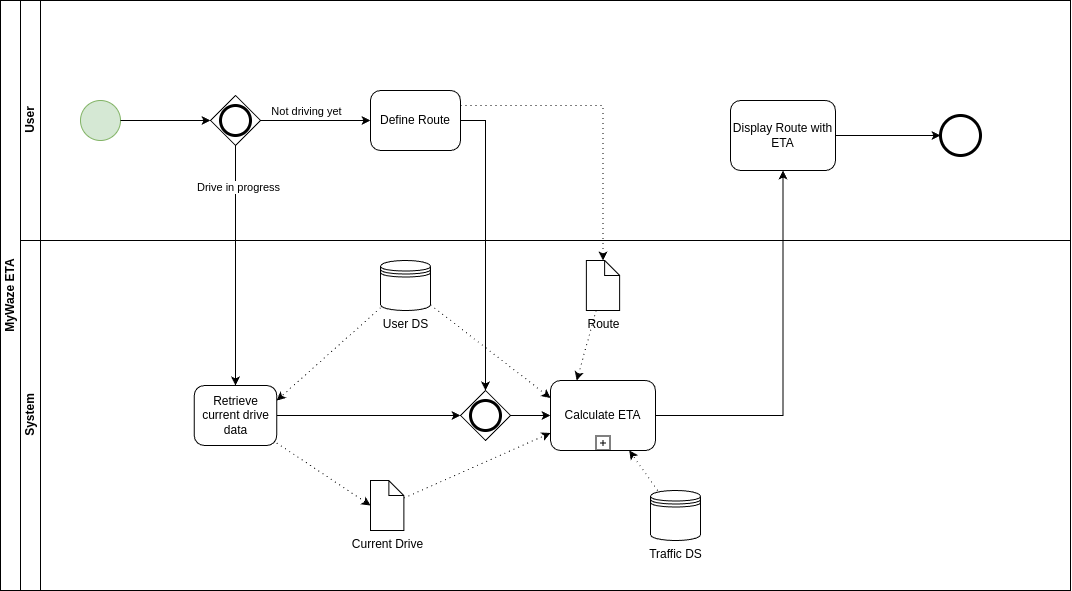 MyWaze ETA
User
Not driving yet
Define Route
Display Route with
ETA
Drive in progress
System
User DS
Route
Retrieve
current drive
data
Calculate ETA
+
Current Drive
Traffic DS